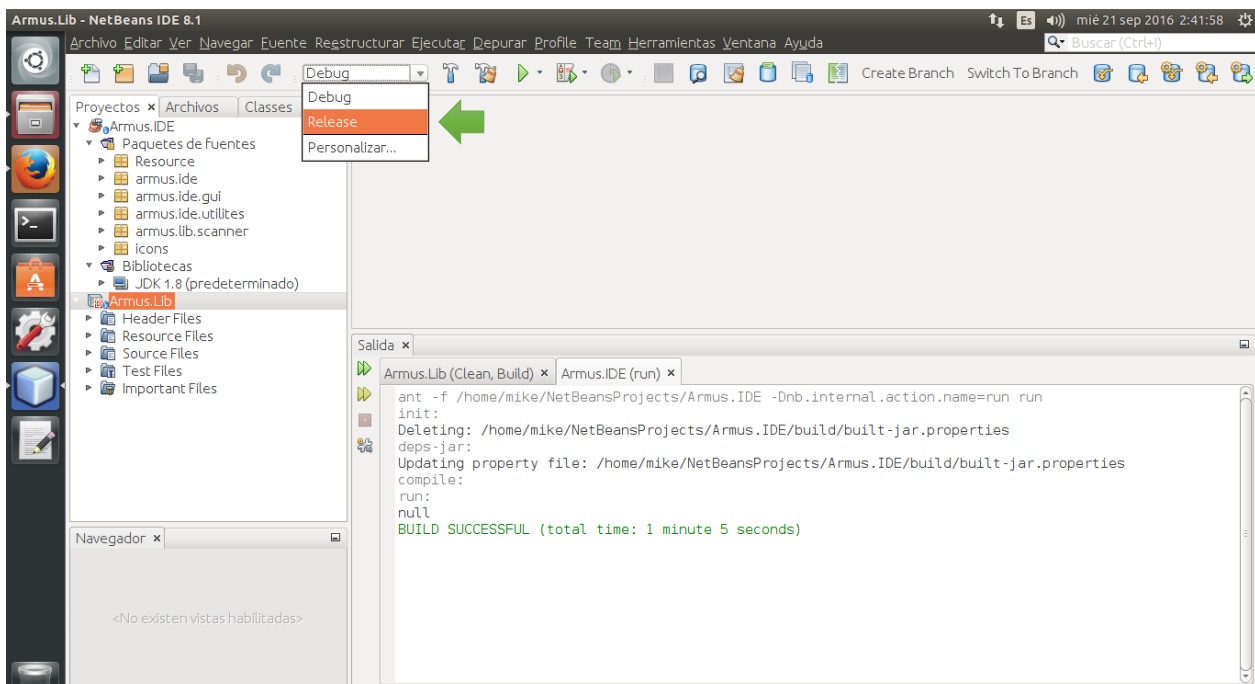 Armus.Lib - NetBeans IDE 8.1
Es
mié 21 sep 2016 2:41:58
Archivo Editar Ver Navegar Fuente Reestructurar Ejecutar Depurar Profile Team Herramientas Ventana Ayuda
Buscar (Ctrl+I)
Debug
Create Branch
Switch To Branch
Debug
Release
Personalizar...
Proyectos
Archivos
Classes
Armus.IDE
Paquetes de fuentes
Resource
armus.ide
armus.ide.gui
armus.ide.utilites
armus.lib.scanner
icons
Bibliotecas
JDK 1.8 (predeterminado)
Armus.Lib
Header Files
Resource Files
Source Files
Test Files
Important Files
Navegador
<No existen vistas habilitadas>
Salida
Armus.Lib (Clean, Build)
Armus.IDE (run)
ant -f /home/mike/NetBeansProjects/Armus.IDE -Dnb.internal.action.name=run run
init:
Deleting: /home/mike/NetBeansProjects/Armus.IDE/build/built-jar.properties
deps-jar:
Updating property file: /home/mike/NetBeansProjects/Armus.IDE/build/built-jar.properties
compile:
run:
null
BUILD SUCCESSFUL (total time: 1 minute 5 seconds)